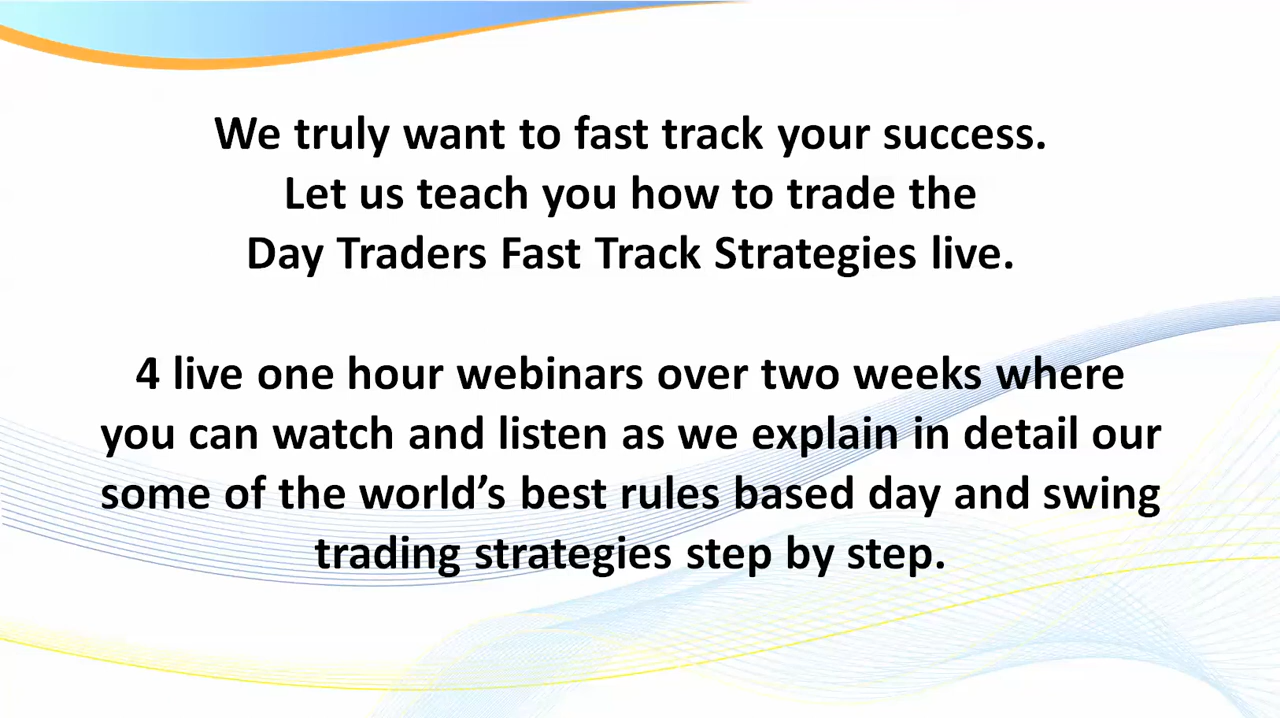 We truly want to fast track your success.
Let us teach you how to trade the
Day Traders Fast Track Strategies live.
4 live one hour webinars over two weeks where
you can watch and listen as we explain in detail our
some of the world’s best rules based day and swing
trading strategies step by step.